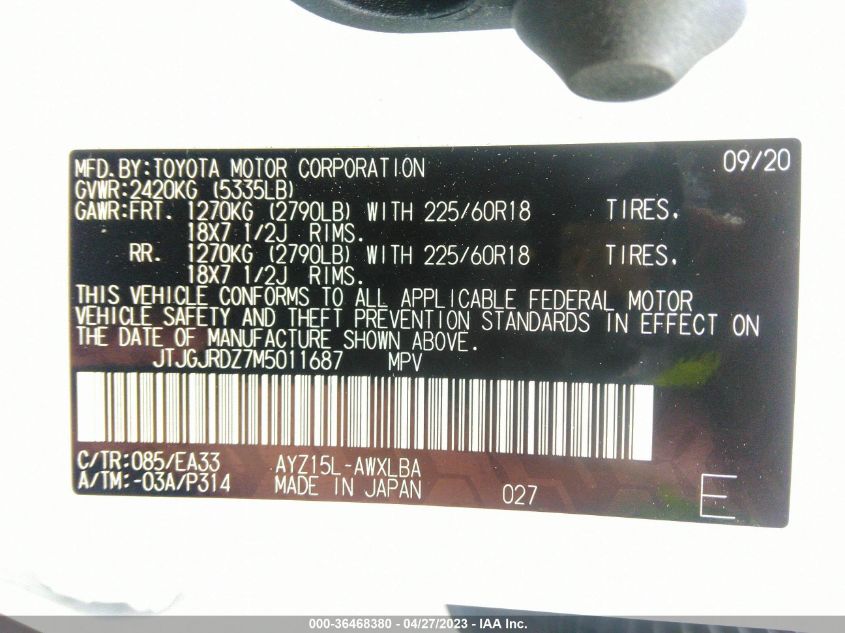 MFD.BY:TOYOTA MOTOR CORPORATION 09/20
GVWR:2420KG (5335LB)
GAWR:FRT. 1270KG (2790LB) WITH 225/60R18 TIRES,
18X7 1/2J RIMS.
RR. 1270KG (2790LB) WITH 225/60R18 TIRES,
18X7 1/2J RIMS.
THIS VEHICLE CONFORMS TO ALL APPLICABLE FEDERAL MOTOR
VEHICLE SAFETY AND THEFT PREVENTION STANDARDS IN EFFECT ON
THE DATE OF MANUFACTURE SHOWN ABOVE.
JTJGJRDZ7M5011687 MPV
C/TR:085/EA33 AYZ15L-AWXLBA
A/TM:-03A/P314 MADE IN JAPAN 027 E
000-36468380 - 04/27/2023 - IAA Inc.